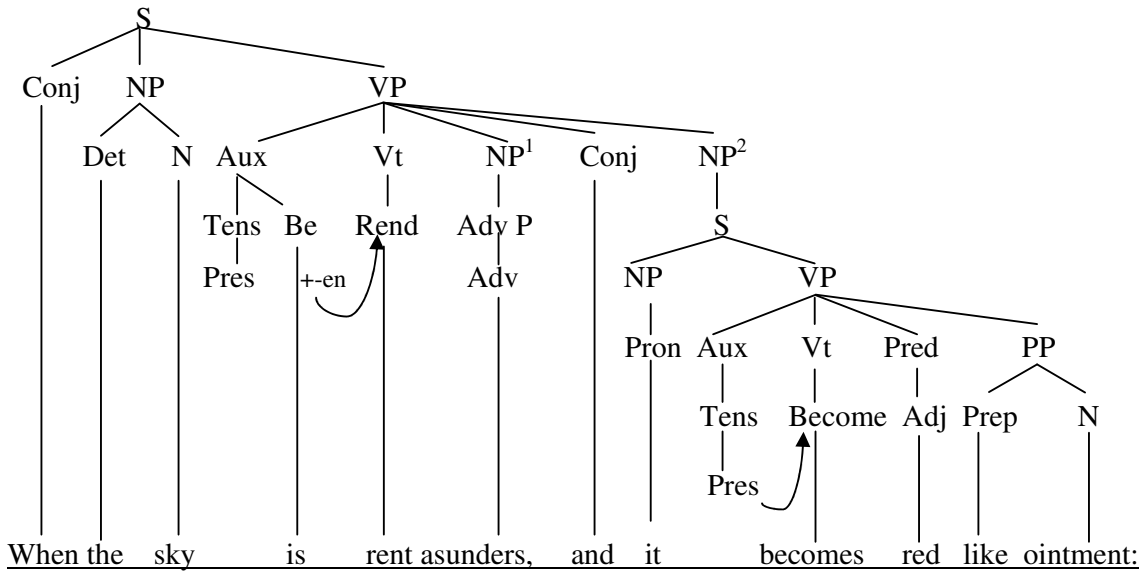 S
Conj NP VP
Det N Aux Vt NP¹ Conj NP²
Tens Be Rend Adv P S
Pres +-en Adv NP VP
Pron Aux Vt Pred PP
Tens Become Adj Prep N
Pres
When the sky is rent asunders, and it becomes red like ointment: